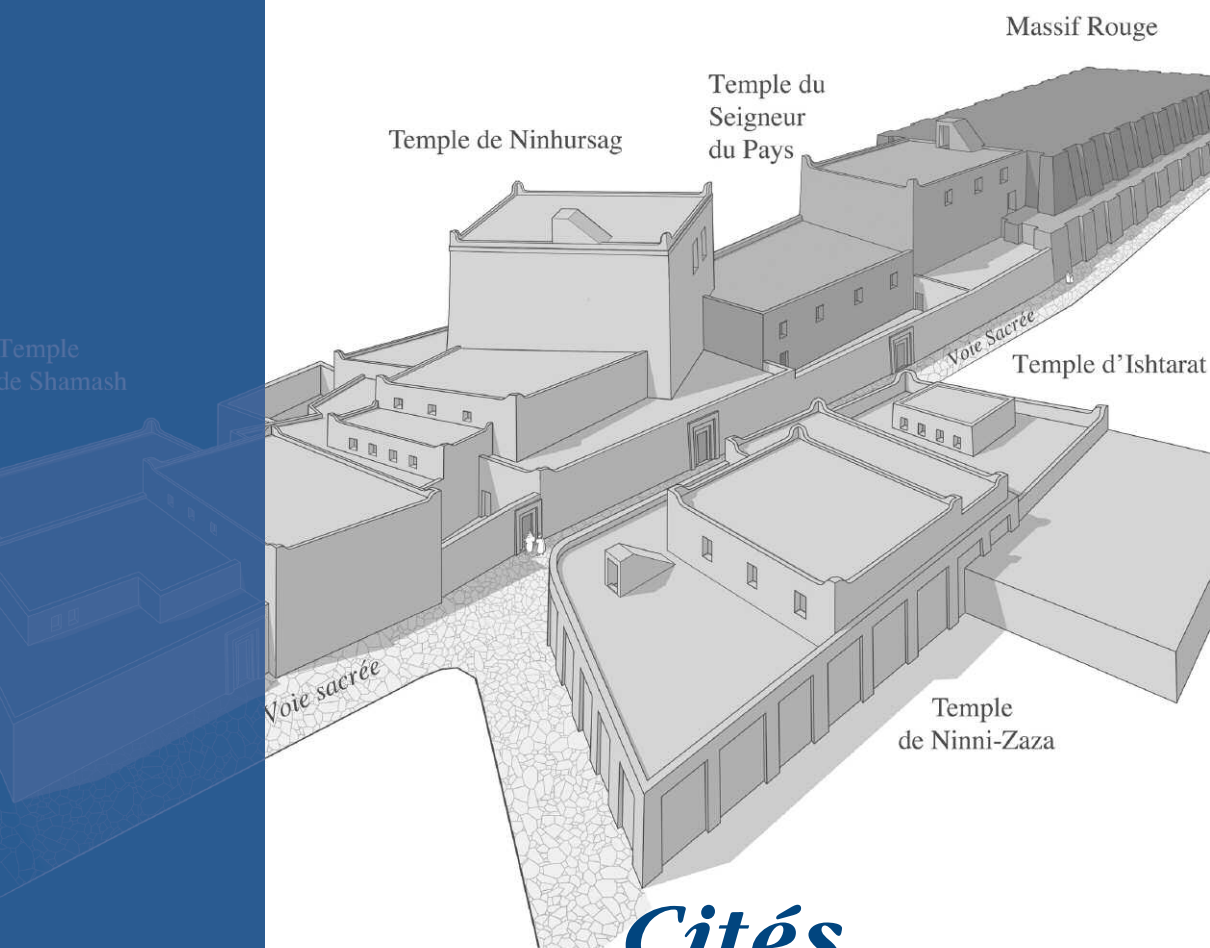 Massif Rouge
Temple du
Seigneur
du Pays
Temple de Ninhursag
Voie Sacrée
Temple
de Shamash
Temple d'Ishtarat
Voie sacrée
Temple
de Ninni-Zaza
Cités